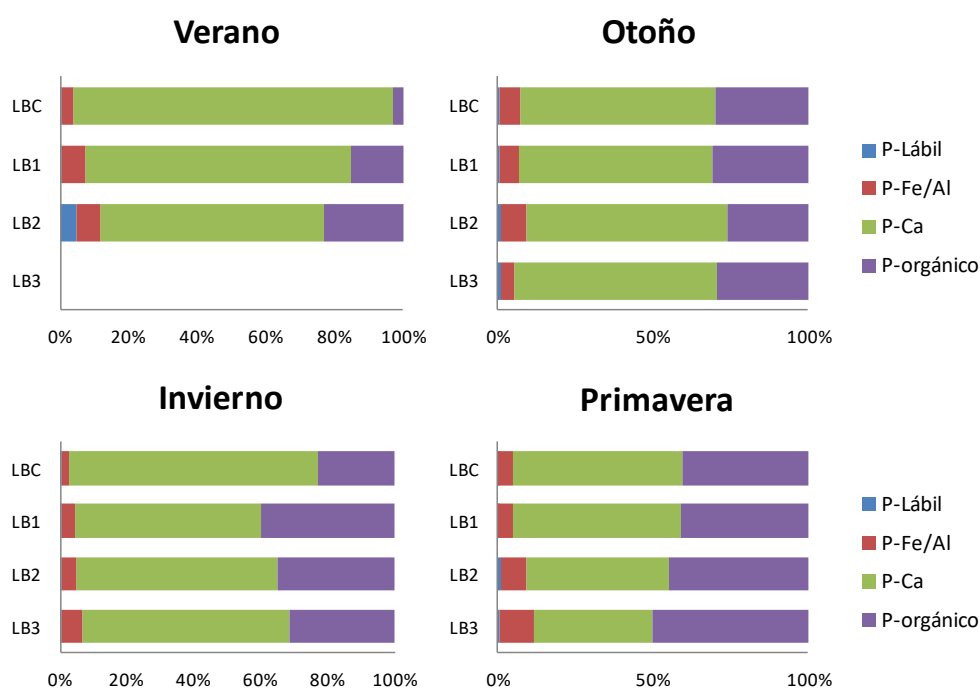 Verano
LBC
LB1
LB2
LB3
0% 20% 40% 60% 80% 100%
Otoño
LBC
LB1
LB2
LB3
0% 50% 100%
P-Lábil
P-Fe/Al
P-Ca
P-orgánico
Invierno
LBC
LB1
LB2
LB3
0% 20% 40% 60% 80% 100%
Primavera
LBC
LB1
LB2
LB3
0% 50% 100%
P-Lábil
P-Fe/Al
P-Ca
P-orgánico